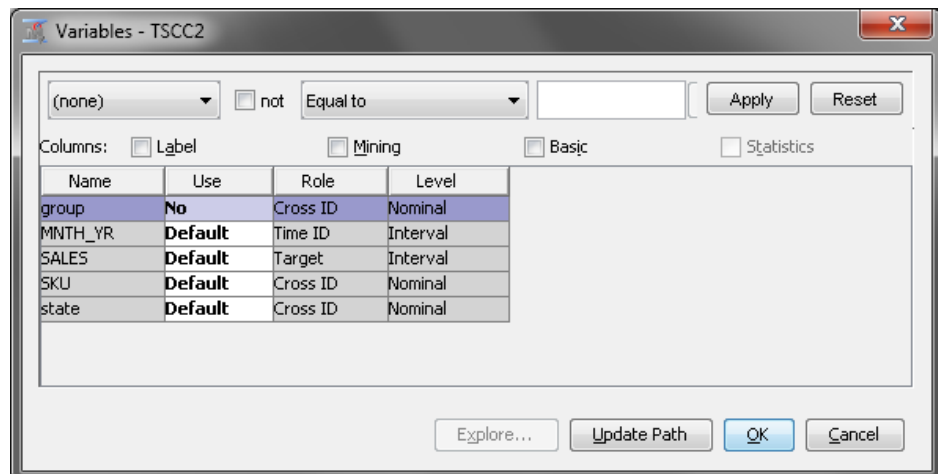 Variables - TSCC2
(none) not Equal to Apply Reset
Columns: Label Mining Basic Statistics
Name Use Role Level
group No Cross ID Nominal
MNTH_YR Default Time ID Interval
SALES Default Target Interval
SKU Default Cross ID Nominal
state Default Cross ID Nominal
Explore... Update Path OK Cancel